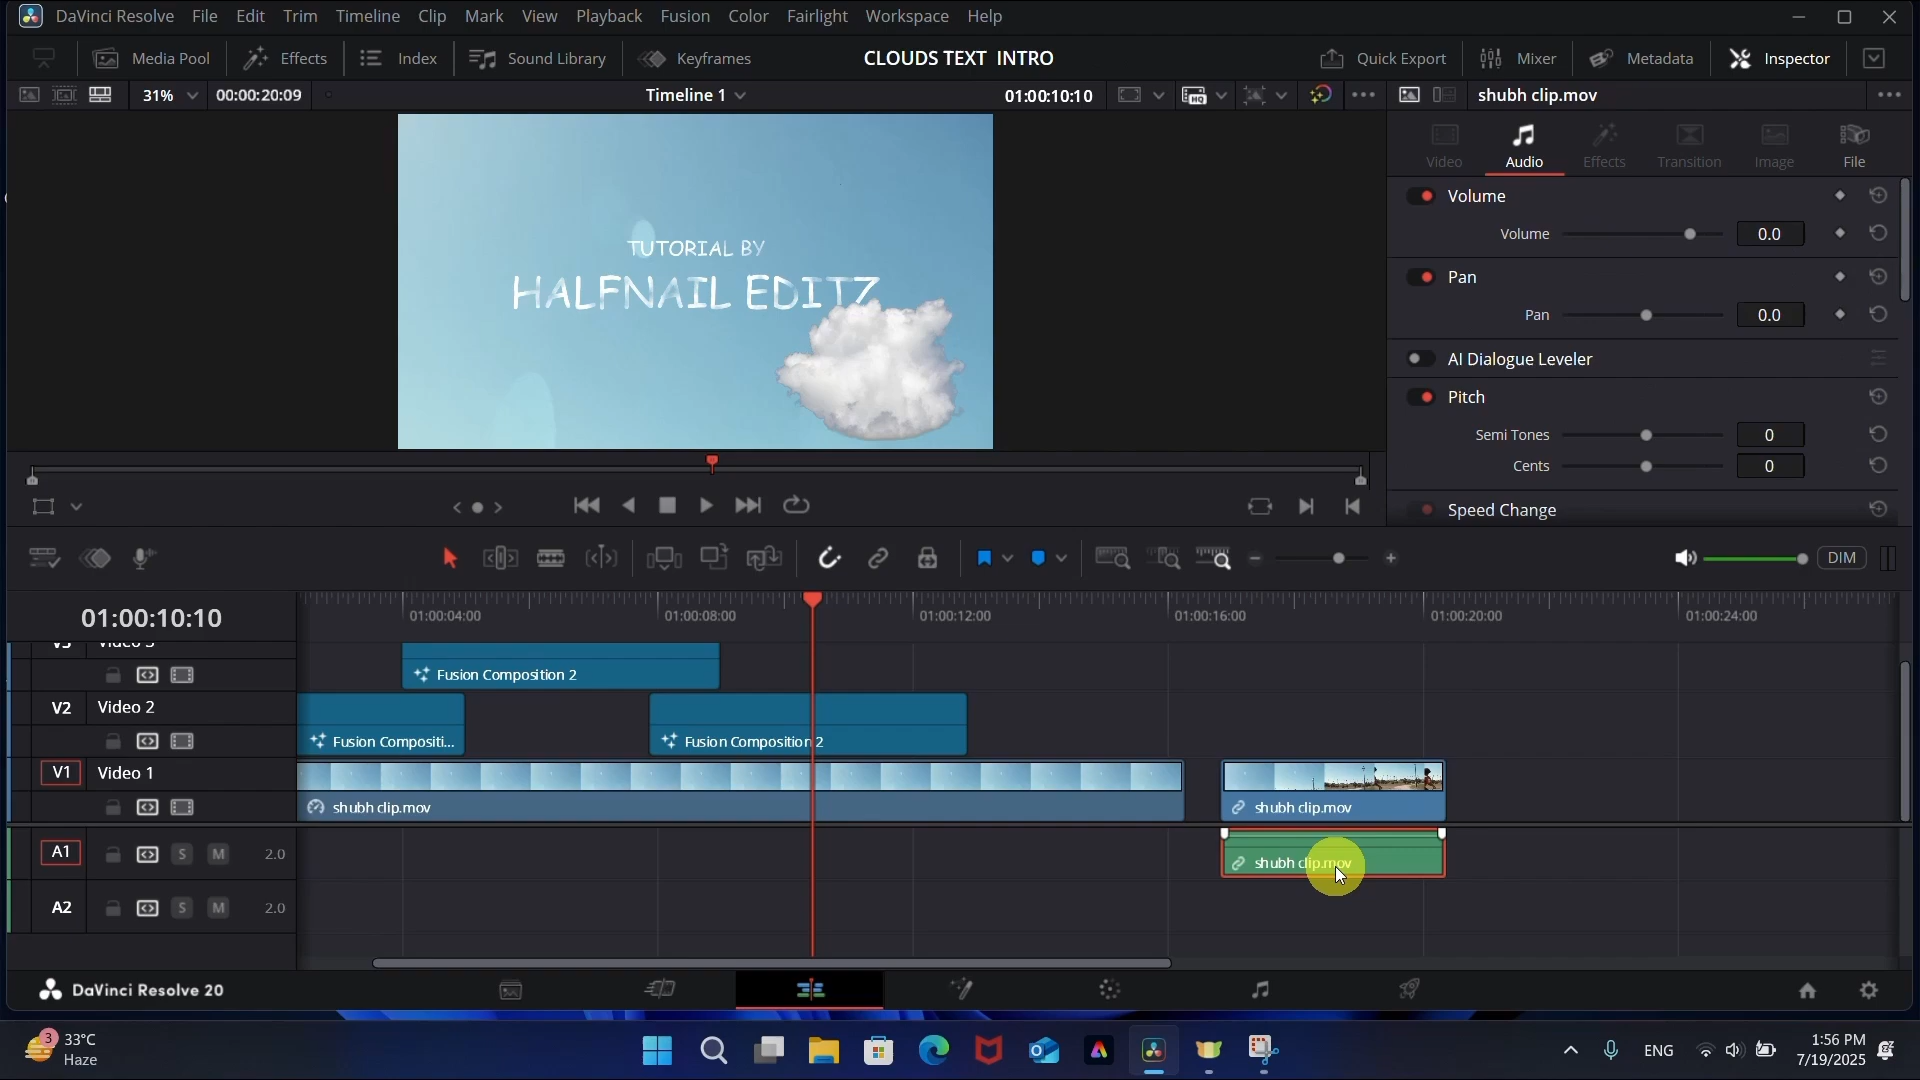 DaVinci Resolve File Edit Trim Timeline Clip Mark View Playback Fusion Color Fairlight Workspace Help
Media Pool Effects Index Sound Library Keyframes CLOUDS TEXT INTRO Quick Export Mixer Metadata Inspector
31% 00:00:20:09 Timeline 1 01:00:10:10 HQ shubh clip.mov
Video Audio Effects Transition Image File
TUTORIAL BY
HALFNAIL EDITZ
Volume
Volume 0.0
Pan
Pan 0.0
AI Dialogue Leveler
Pitch
Semi Tones 0
Cents 0
Speed Change
DIM
01:00:10:10
01:00:04:00 01:00:08:00 01:00:12:00 01:00:16:00 01:00:20:00 01:00:24:00
V3 Video 3
Fusion Composition 2
V2 Video 2
Fusion Compositi... Fusion Composition 2
V1 Video 1
shubh clip.mov shubh clip.mov
A1 S M 2.0 shubh clip.mov
A2 S M 2.0
DaVinci Resolve 20
3 33°C
Haze
ENG
1:56 PM
7/19/2025